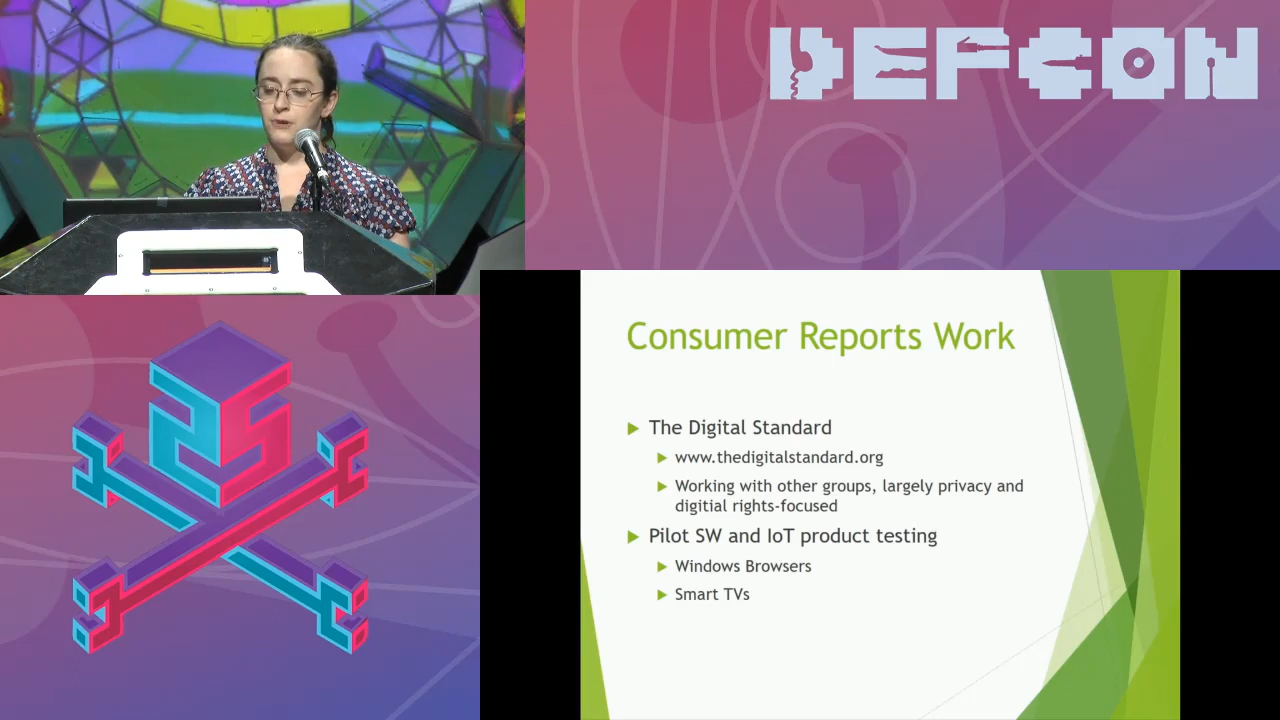 DEFCON
Consumer Reports Work
The Digital Standard
www.thedigitalstandard.org
Working with other groups, largely privacy and
digitial rights-focused
Pilot SW and IoT product testing
Windows Browsers
Smart TVs